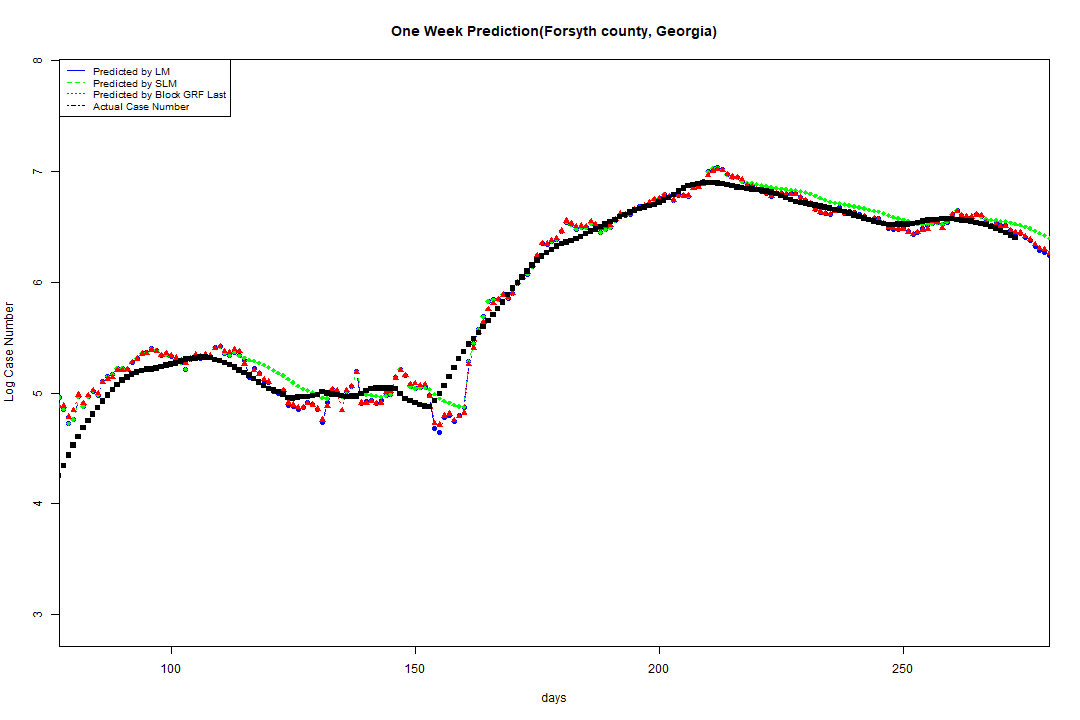 One Week Prediction(Forsyth county, Georgia)
Predicted by LM
Predicted by SLM
Predicted by Block GRF Last
Actual Case Number
8
7
6
5
4
3
Log Case Number
100
150
200
250
days